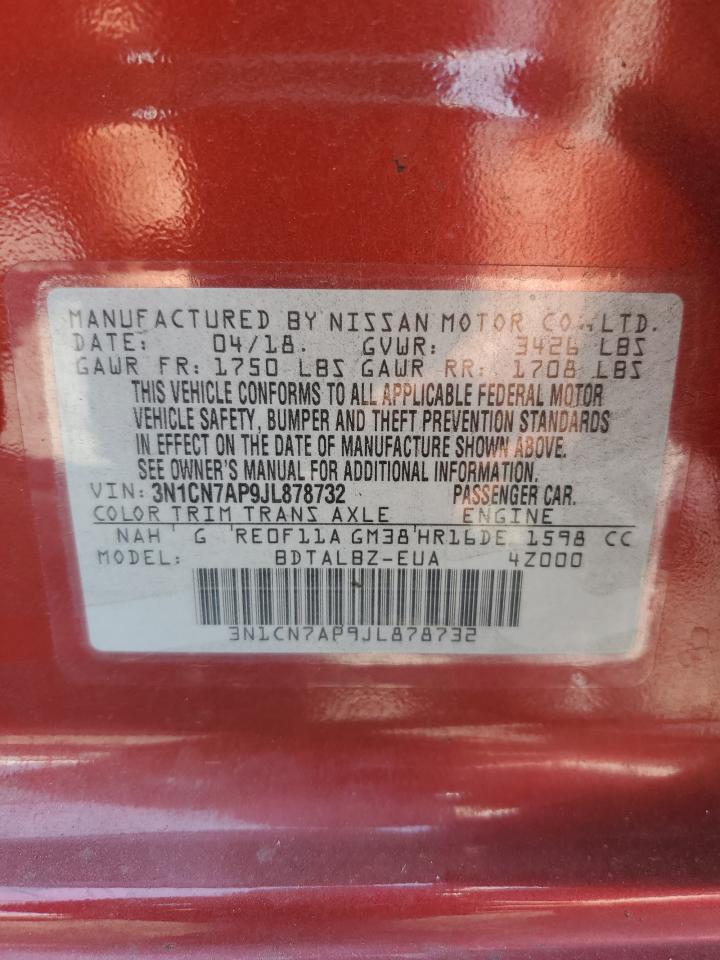 MANUFACTURED BY NISSAN MOTOR CO.,LTD.
DATE: 04/18. GVWR: 3426 LBS
GAWR FR: 1750 LBS GAWR RR: 1708 LBS
THIS VEHICLE CONFORMS TO ALL APPLICABLE FEDERAL MOTOR
VEHICLE SAFETY, BUMPER AND THEFT PREVENTION STANDARDS
IN EFFECT ON THE DATE OF MANUFACTURE SHOWN ABOVE.
SEE OWNER'S MANUAL FOR ADDITIONAL INFORMATION.
VIN: 3N1CN7AP9JL878732 PASSENGER CAR.
COLOR TRIM TRANS AXLE ENGINE
NAH G RE0F11A GM38 HR16DE 1598 CC
MODEL: BDTALBZ-EUA 4Z000
3N1CN7AP9JL878732